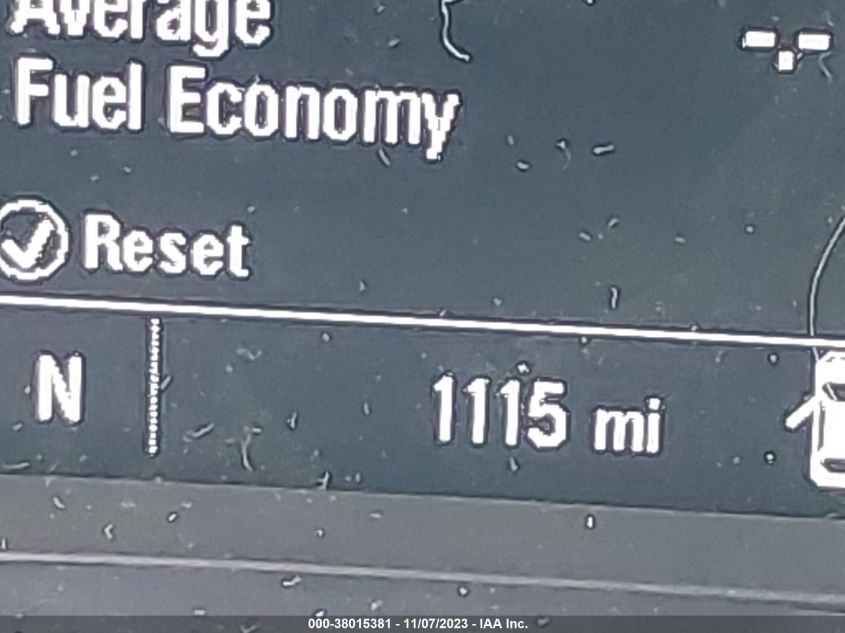 Average
Fuel Economy
Reset
N
1115 mi
000-38015381 - 11/07/2023 - IAA Inc.